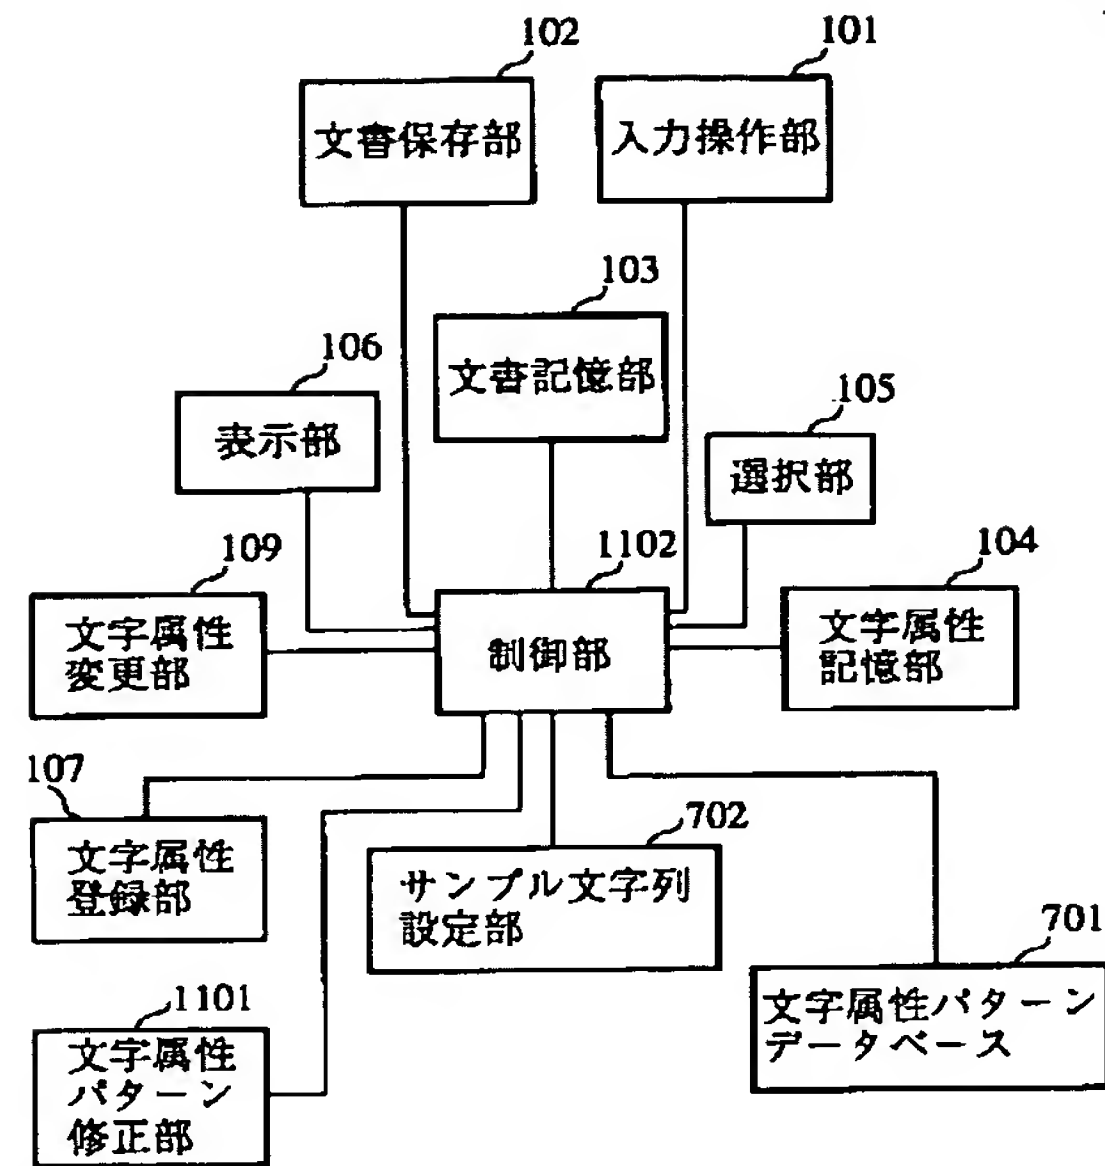 102
101
文書保存部
入力操作部
103
文書記憶部
106
表示部
105
選択部
109
1102
104
文字属性
変更部
制御部
文字属性
記憶部
107
文字属性
登録部
702
サンプル文字列
設定部
701
文字属性パターン
データベース
1101
文字属性
パターン
修正部